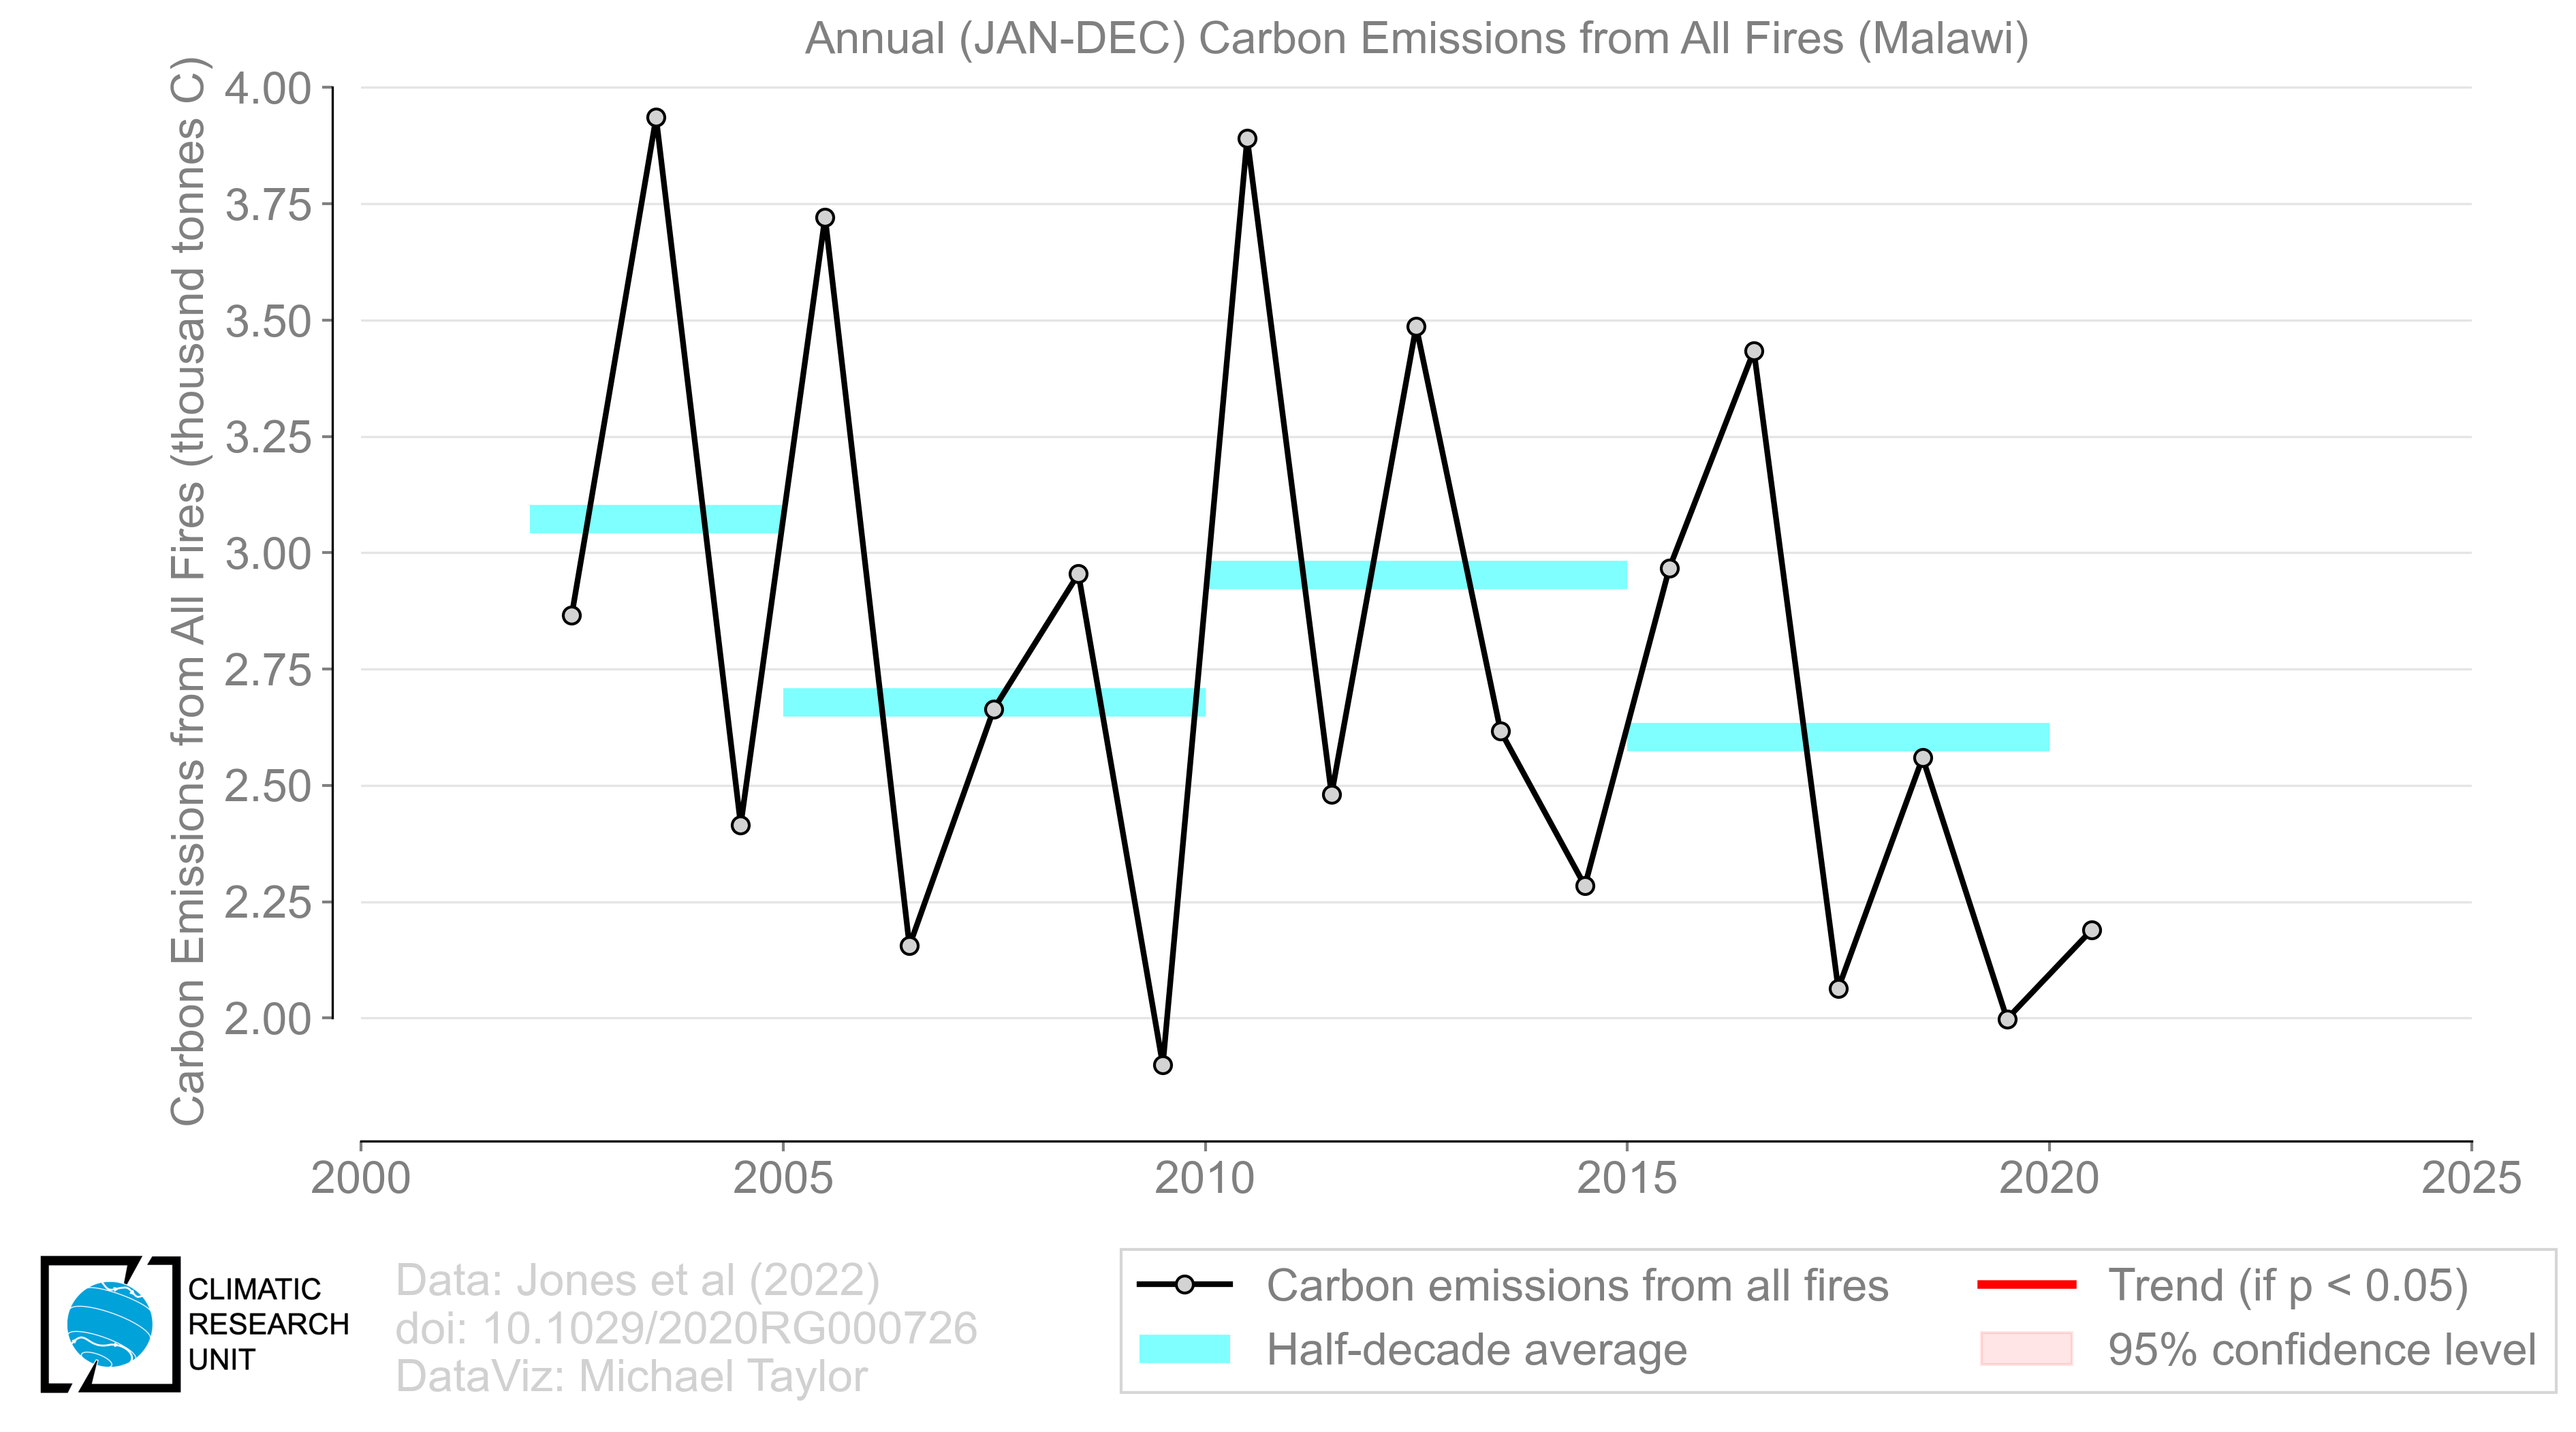 Annual (JAN-DEC) Carbon Emissions from All Fires (Malawi)
Carbon Emissions from All Fires (thousand tonnes C)
4.00
3.75
3.50
3.25
3.00
2.75
2.50
2.25
2.00
2000 2005 2010 2015 2020 2025
CLIMATIC
RESEARCH
UNIT
Data: Jones et al (2022)
doi: 10.1029/2020RG000726
DataViz: Michael Taylor
Carbon emissions from all fires
Half-decade average
Trend (if p < 0.05)
95% confidence level